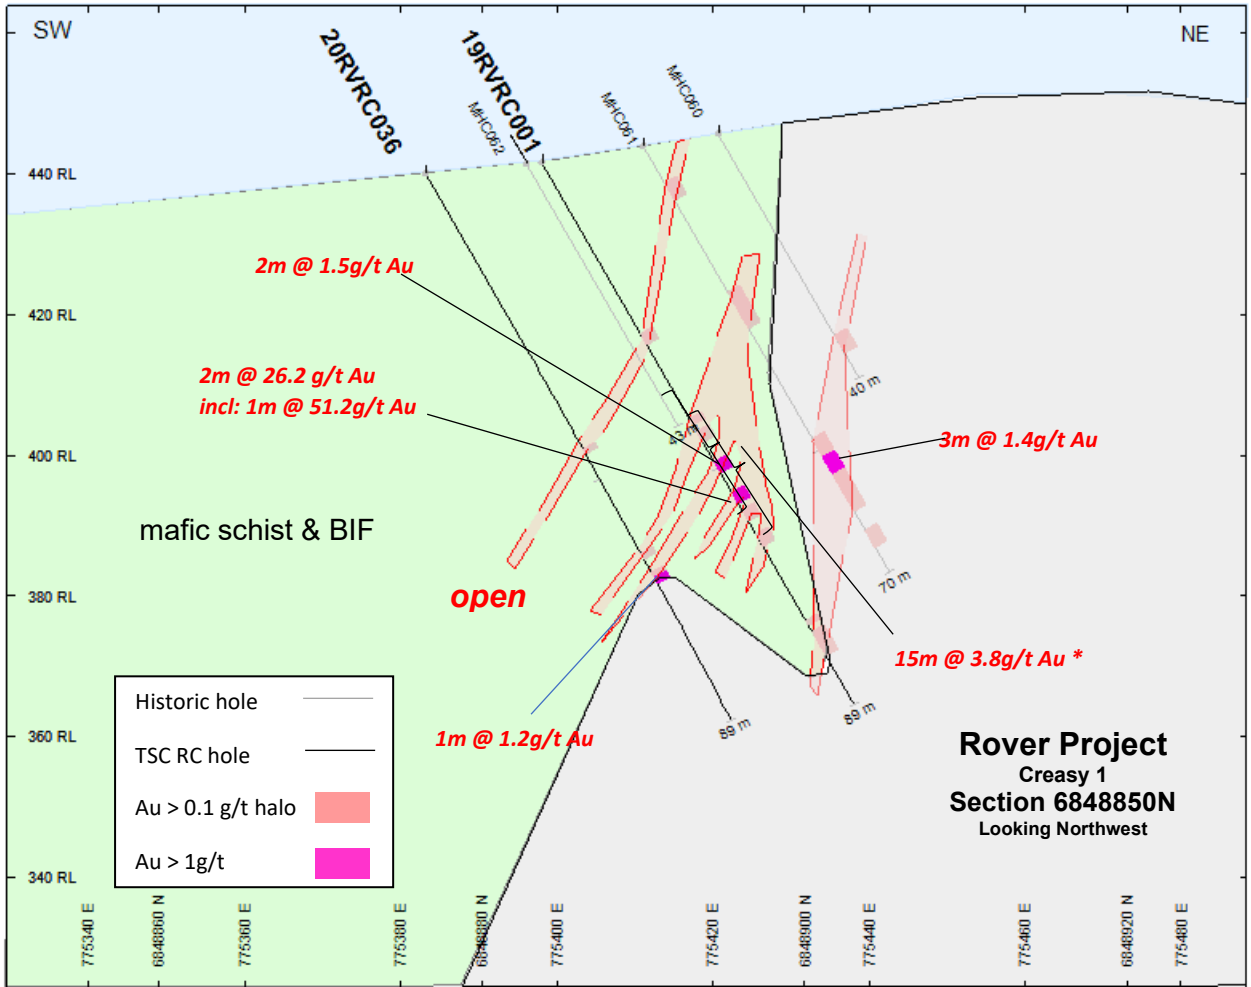 SW
NE
20RVRC036
MHC062
19RVRC001
MHC061
MHC060
440 RL
420 RL
400 RL
380 RL
360 RL
340 RL
2m @ 1.5g/t Au
2m @ 26.2 g/t Au
incl: 1m @ 51.2g/t Au
3m @ 1.4g/t Au
15m @ 3.8g/t Au *
1m @ 1.2g/t Au
40 m
43 m
70 m
89 m
89 m
mafic schist & BIF
open
Historic hole
TSC RC hole
Au > 0.1 g/t halo
Au > 1g/t
Rover Project
Creasy 1
Section 6848850N
Looking Northwest
775340 E
6848860 N
775360 E
775380 E
6848880 N
775400 E
775420 E
6848900 N
775440 E
775460 E
6848920 N
775480 E